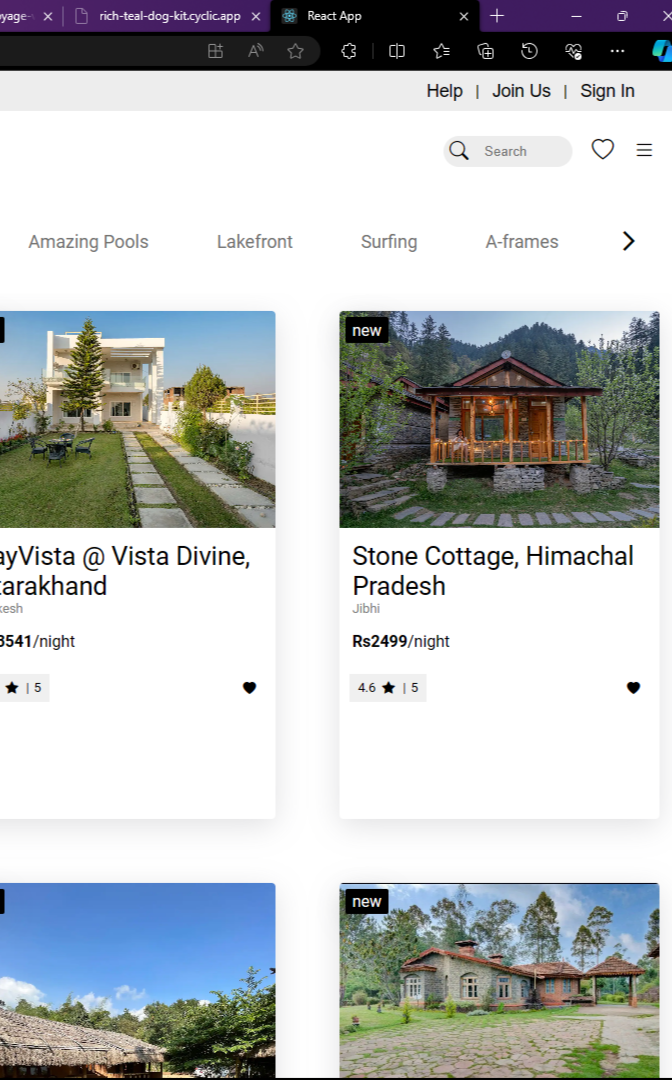 oyage-
rich-teal-dog-kit.cyclic.app
React App
Help | Join Us | Sign In
Search
Amazing Pools Lakefront Surfing A-frames
new
ayVista @ Vista Divine,
tarakhand
kesh
3541/night
| 5
Stone Cottage, Himachal
Pradesh
Jibhi
Rs2499/night
4.6 | 5
new